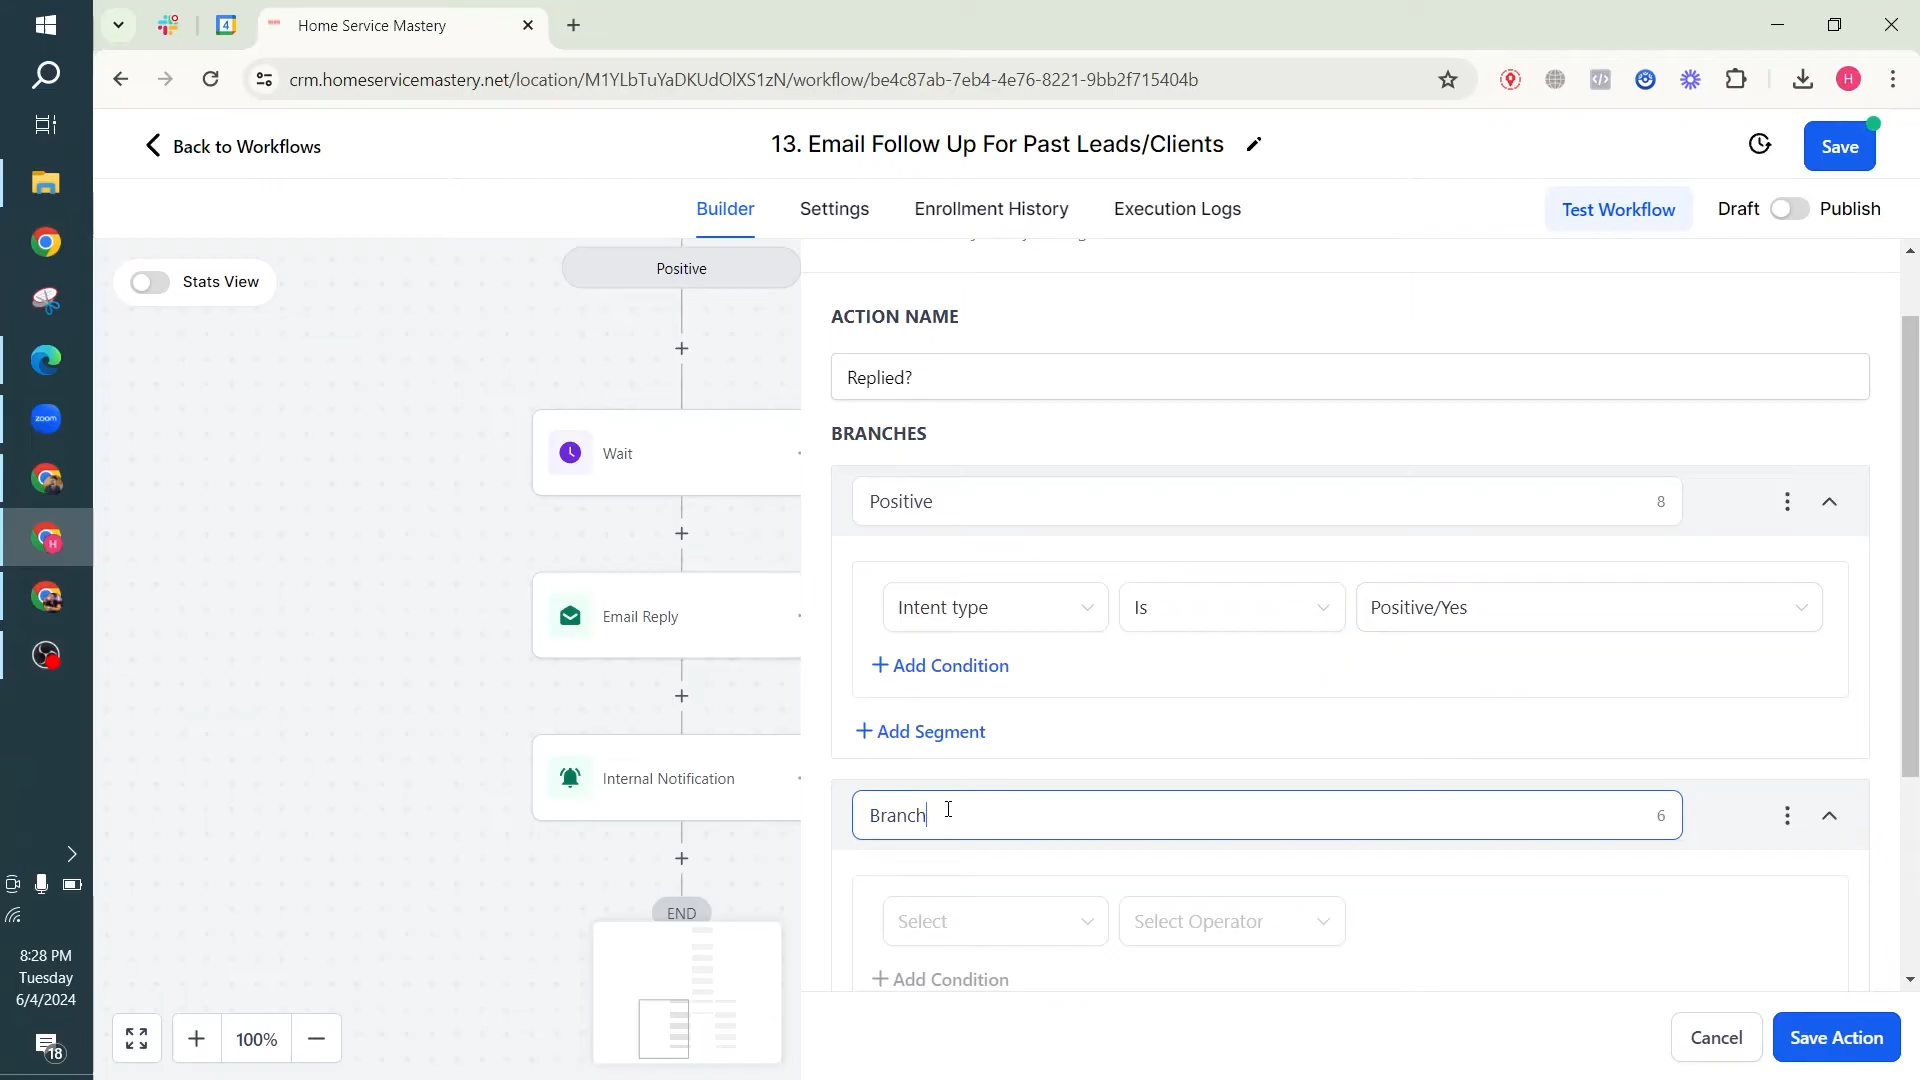 4
Home Service Mastery
crm.homeservicemastery.net/location/M1YLbTuYaDKUdOlXS1zN/workflow/be4c87ab-7eb4-4e76-8221-9bb2f715404b
H
Back to Workflows
13. Email Follow Up For Past Leads/Clients
Save
Builder
Settings
Enrollment History
Execution Logs
Test Workflow
Draft
Publish
Stats View
Positive
ACTION NAME
Replied?
BRANCHES
Positive
8
Wait
Intent type
Is
Positive/Yes
Email Reply
+ Add Condition
+ Add Segment
Internal Notification
Branch
6
END
Select
Select Operator
+ Add Condition
100%
Cancel
Save Action
zoom
H
8:28 PM
Tuesday
6/4/2024
18